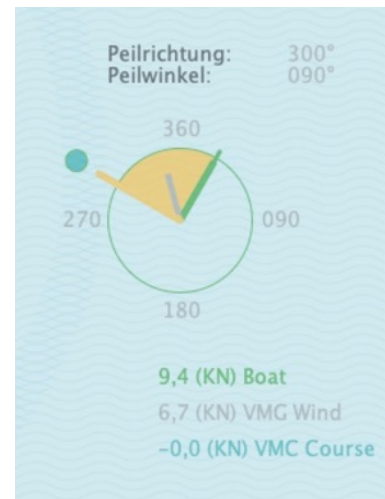 Peilrichtung: 300°
Peilwinkel: 090°
360
270 090
180
9,4 (KN) Boat
6,7 (KN) VMG Wind
-0,0 (KN) VMC Course